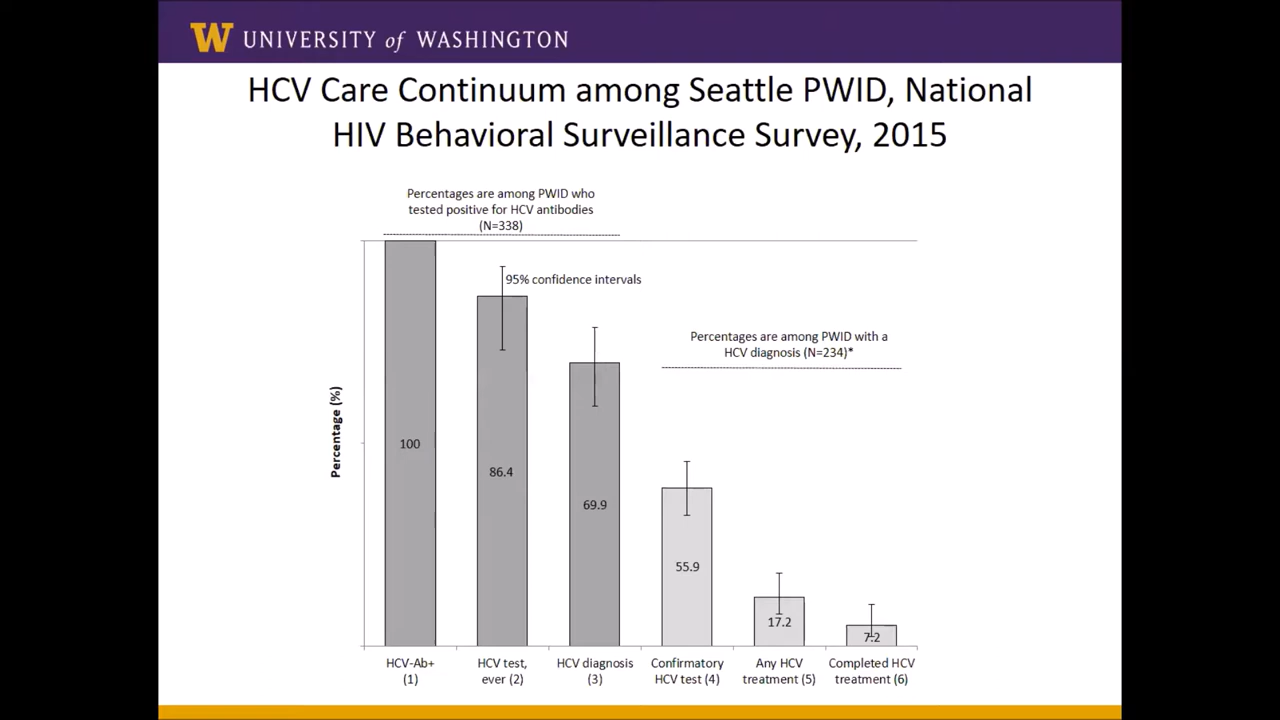 W UNIVERSITY of WASHINGTON
HCV Care Continuum among Seattle PWID, National
HIV Behavioral Surveillance Survey, 2015
Percentages are among PWID who
tested positive for HCV antibodies
(N=338)
95% confidence intervals
Percentages are among PWID with a
HCV diagnosis (N=234)*
Percentage (%)
100
86.4
69.9
55.9
17.2
7.2
HCV-Ab+
(1)
HCV test,
ever (2)
HCV diagnosis
(3)
Confirmatory
HCV test (4)
Any HCV
treatment (5)
Completed HCV
treatment (6)